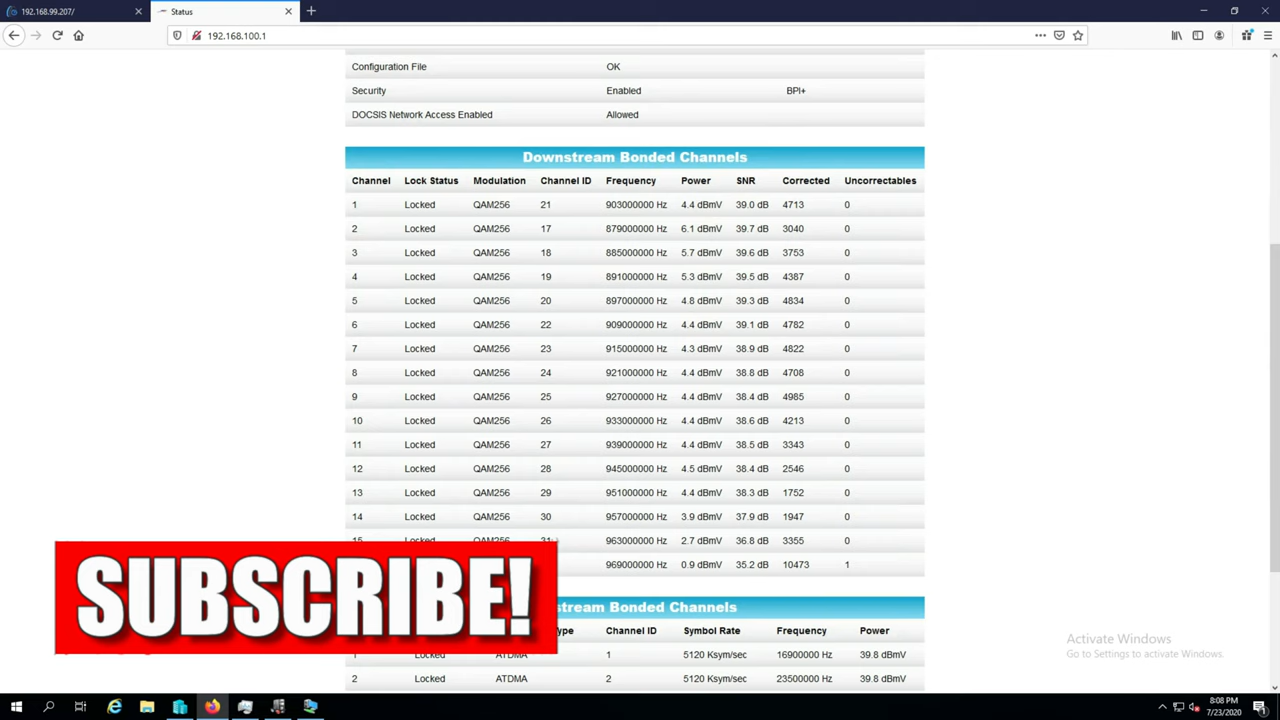 192.168.99.207/
Status
192.168.100.1
Configuration File OK
Security Enabled BPI+
DOCSIS Network Access Enabled Allowed
Downstream Bonded Channels
Channel Lock Status Modulation Channel ID Frequency Power SNR Corrected Uncorrectables
1 Locked QAM256 21 903000000 Hz 4.4 dBmV 39.0 dB 4713 0
2 Locked QAM256 17 879000000 Hz 6.1 dBmV 39.7 dB 3040 0
3 Locked QAM256 18 885000000 Hz 5.7 dBmV 39.6 dB 3753 0
4 Locked QAM256 19 891000000 Hz 5.3 dBmV 39.5 dB 4387 0
5 Locked QAM256 20 897000000 Hz 4.8 dBmV 39.3 dB 4834 0
6 Locked QAM256 22 909000000 Hz 4.4 dBmV 39.1 dB 4782 0
7 Locked QAM256 23 915000000 Hz 4.3 dBmV 38.9 dB 4822 0
8 Locked QAM256 24 921000000 Hz 4.4 dBmV 38.8 dB 4708 0
9 Locked QAM256 25 927000000 Hz 4.4 dBmV 38.4 dB 4985 0
10 Locked QAM256 26 933000000 Hz 4.4 dBmV 38.6 dB 4213 0
11 Locked QAM256 27 939000000 Hz 4.4 dBmV 38.5 dB 3343 0
12 Locked QAM256 28 945000000 Hz 4.5 dBmV 38.4 dB 2546 0
13 Locked QAM256 29 951000000 Hz 4.4 dBmV 38.3 dB 1752 0
14 Locked QAM256 30 957000000 Hz 3.9 dBmV 37.9 dB 1947 0
15 Locked QAM256 31 963000000 Hz 2.7 dBmV 36.8 dB 3355 0
969000000 Hz 0.9 dBmV 35.2 dB 10473 1
SUBSCRIBE!
stream Bonded Channels
Type Channel ID Symbol Rate Frequency Power
1 Locked ATDMA 1 5120 Ksym/sec 16900000 Hz 39.8 dBmV
2 Locked ATDMA 2 5120 Ksym/sec 23500000 Hz 39.8 dBmV
Activate Windows
Go to Settings to activate Windows.
8:08 PM
7/23/2020
1